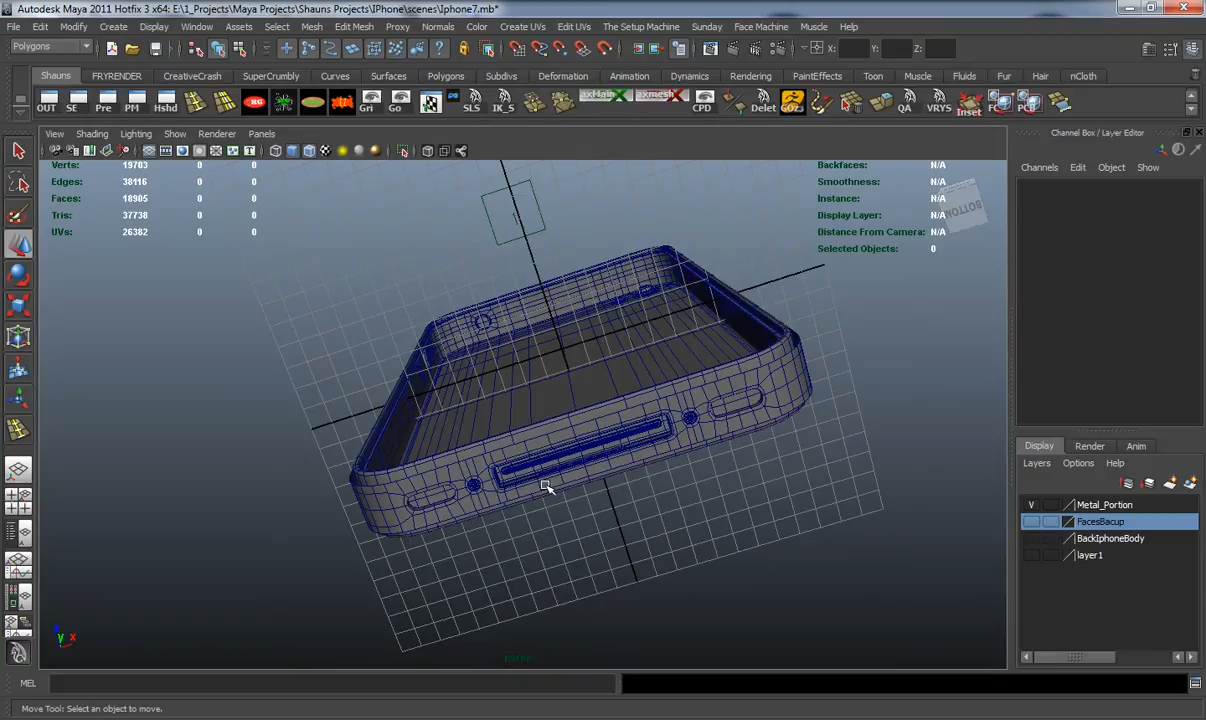 Autodesk Maya 2011 Hotfix 3 x64: E:\1_Projects\Maya Projects\Shauns Projects\IPhone\scenes\Iphone7.mb*
File Edit Modify Create Display Window Assets Select Mesh Edit Mesh Proxy Normals Color Create UVs Edit UVs The Setup Machine Sunday Face Machine Muscle Help
Polygons X: Y: Z:
Shauns FRYRENDER CreativeCrash SuperCrumbly Curves Surfaces Polygons Subdivs Deformation Animation Dynamics Rendering PaintEffects Toon Muscle Fluids Fur Hair nCloth
OUT SE Pre PM Hshd Gri Go SLS IK_S axHair axmesh CPD Delet GOz3 QA VRYS Inset
View Shading Lighting Show Renderer Panels
Channel Box / Layer Editor
Channels Edit Object Show
Verts: 19703 0 0
Edges: 38116 0 0
Faces: 18905 0 0
Tris: 37738 0 0
UVs: 26382 0 0
Backfaces: N/A
Smoothness: N/A
Instance: N/A
Display Layer: N/A
Distance From Camera: N/A
Selected Objects: 0
BOTTOM
Display Render Anim
Layers Options Help
V Metal_Portion
FacesBacup
BackIphoneBody
layer1
y x
persp
MEL
Move Tool: Select an object to move.